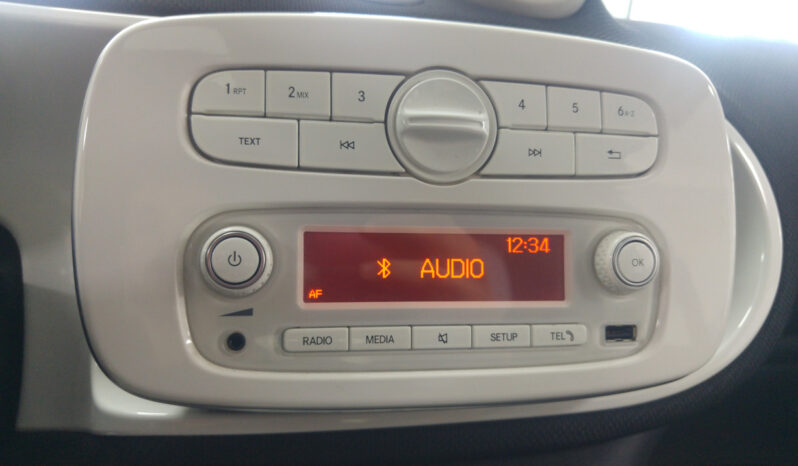 1 RPT 2 MIX 3 4 5 6 A-Z
TEXT
12:34
AUDIO
OK
AF
RADIO MEDIA SETUP TEL